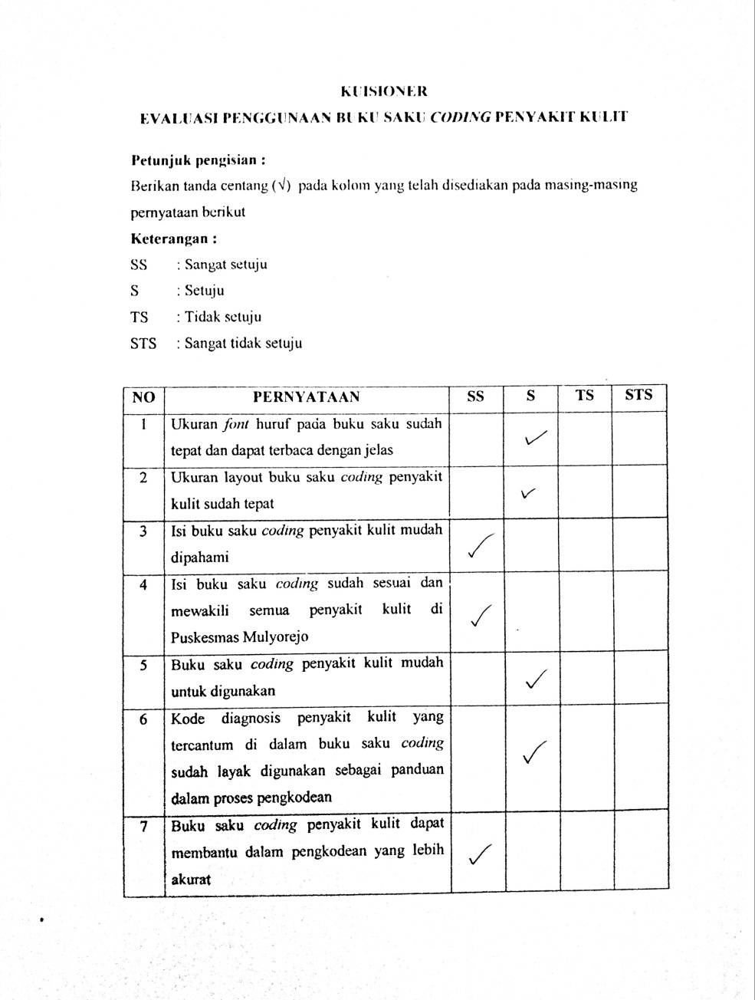 KUISIONER
EVALUASI PENGGUNAAN BUKU SAKU CODING PENYAKIT KULIT
Petunjuk pengisian :
Berikan tanda centang (√) pada kolom yang telah disediakan pada masing-masing
pernyataan berikut
Keterangan :
SS : Sangat setuju
S : Setuju
TS : Tidak setuju
STS : Sangat tidak setuju
NO PERNYATAAN SS S TS STS
1 Ukuran font huruf pada buku saku sudah
tepat dan dapat terbaca dengan jelas ✓
2 Ukuran layout buku saku coding penyakit
kulit sudah tepat ✓
3 Isi buku saku coding penyakit kulit mudah
dipahami ✓
4 Isi buku saku coding sudah sesuai dan
mewakili semua penyakit kulit di ✓
Puskesmas Mulyorejo
5 Buku saku coding penyakit kulit mudah
untuk digunakan ✓
6 Kode diagnosis penyakit kulit yang
tercantum di dalam buku saku coding ✓
sudah layak digunakan sebagai panduan
dalam proses pengkodean
7 Buku saku coding penyakit kulit dapat
membantu dalam pengkodean yang lebih ✓
akurat